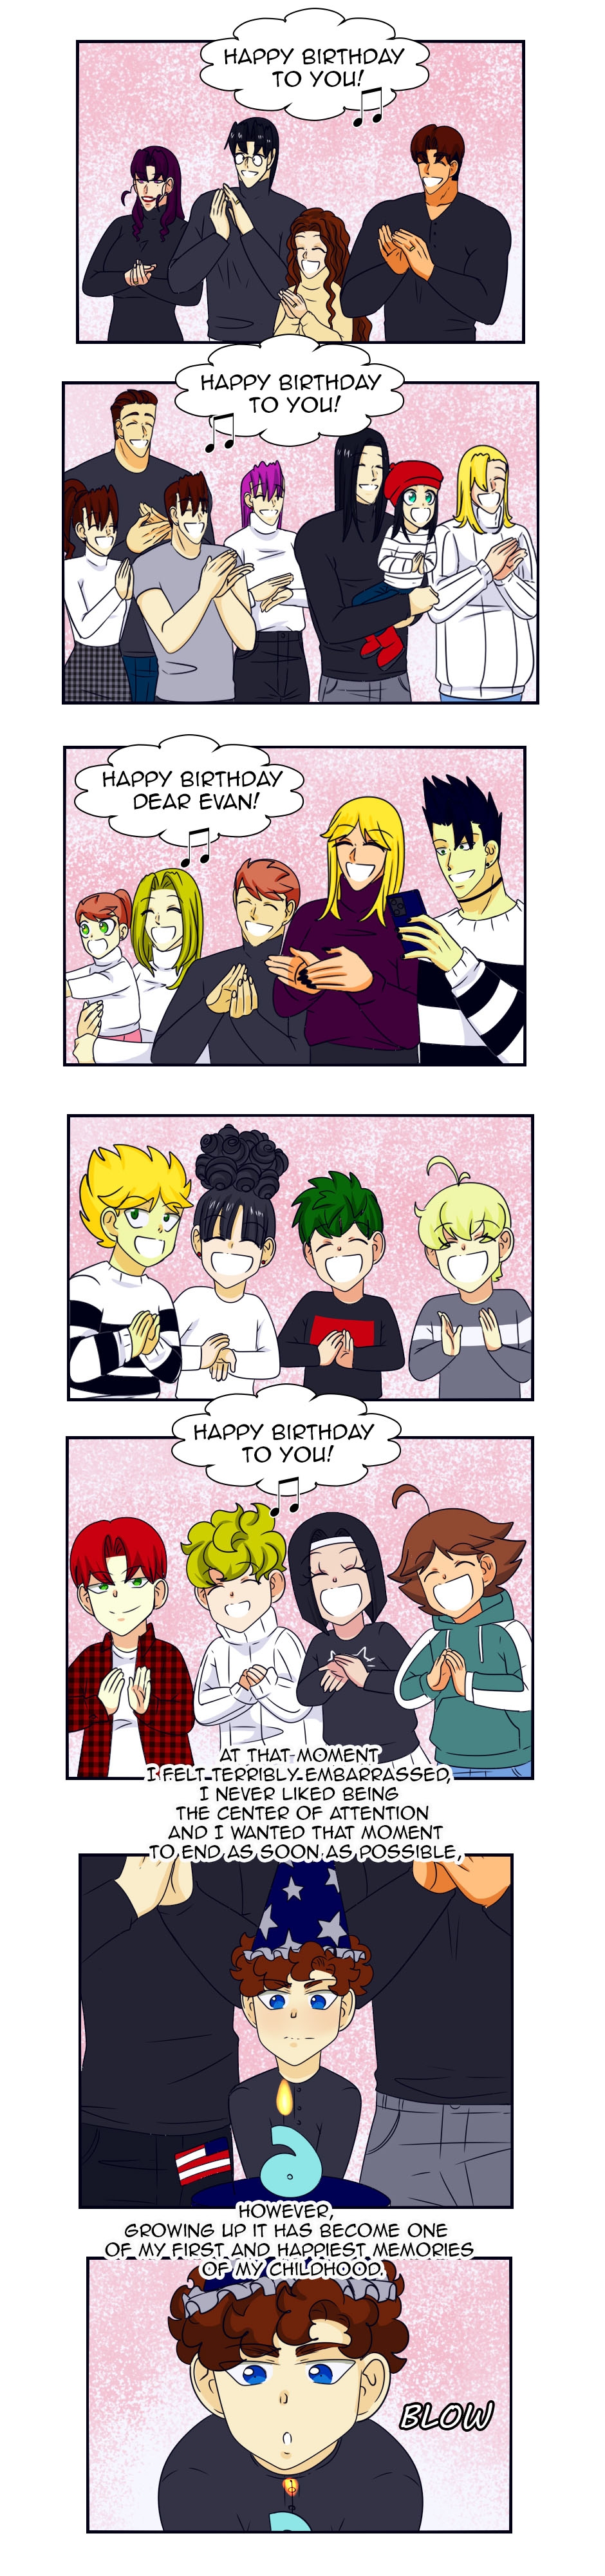 HAPPY BIRTHDAY
TO YOU!
HAPPY BIRTHDAY
TO YOU!
HAPPY BIRTHDAY
DEAR EVAN!
HAPPY BIRTHDAY
TO YOU!
AT THAT MOMENT
I FELT TERRIBLY EMBARRASSED,
I NEVER LIKED BEING
THE CENTER OF ATTENTION
AND I WANTED THAT MOMENT
TO END AS SOON AS POSSIBLE,
HOWEVER,
GROWING UP IT HAS BECOME ONE
OF MY FIRST AND HAPPIEST MEMORIES
OF MY CHILDHOOD.
BLOW